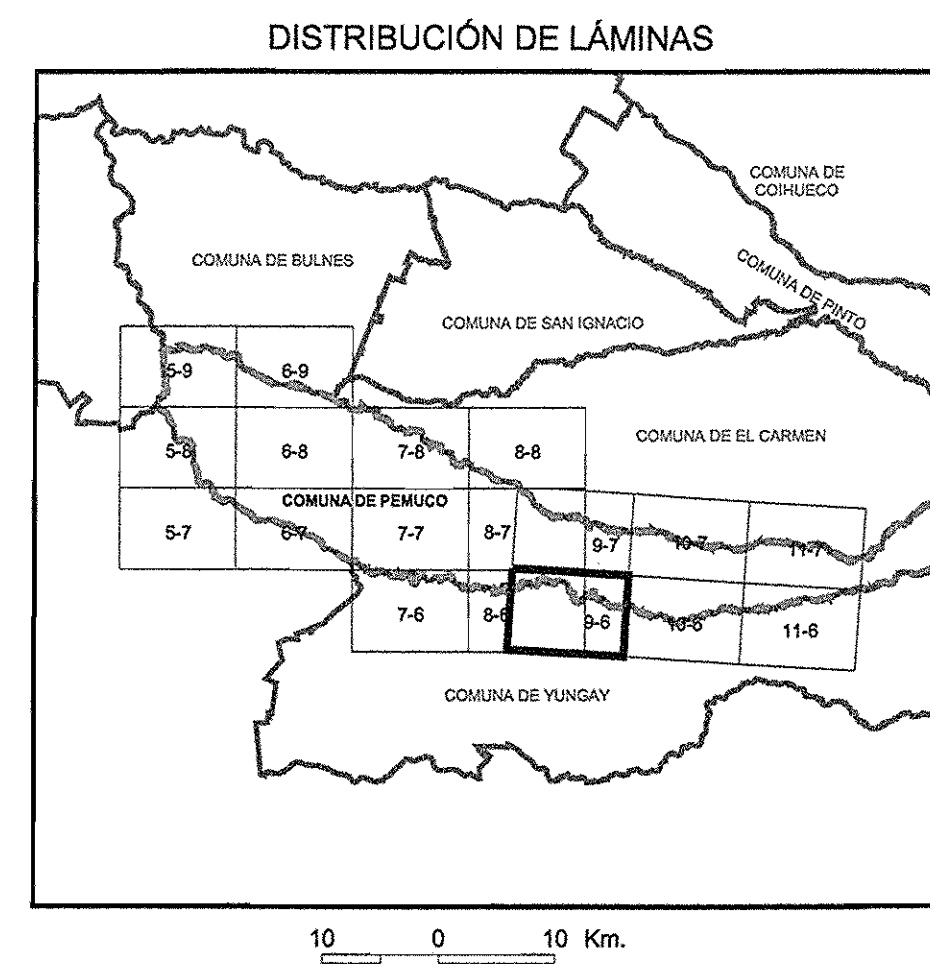 DISTRIBUCIÓN DE LÁMINAS
COMUNA DE
COIHUECO
COMUNA DE BULNES
COMUNA DE PINTO
COMUNA DE SAN IGNACIO
5-9
6-9
COMUNA DE EL CARMEN
5-8
6-8
7-8
8-8
COMUNA DE PEMUCO
5-7
6-7
7-7
8-7
9-7
10-7
11-7
7-6
8-6
9-6
10-6
11-6
COMUNA DE YUNGAY
10 0 10 Km.